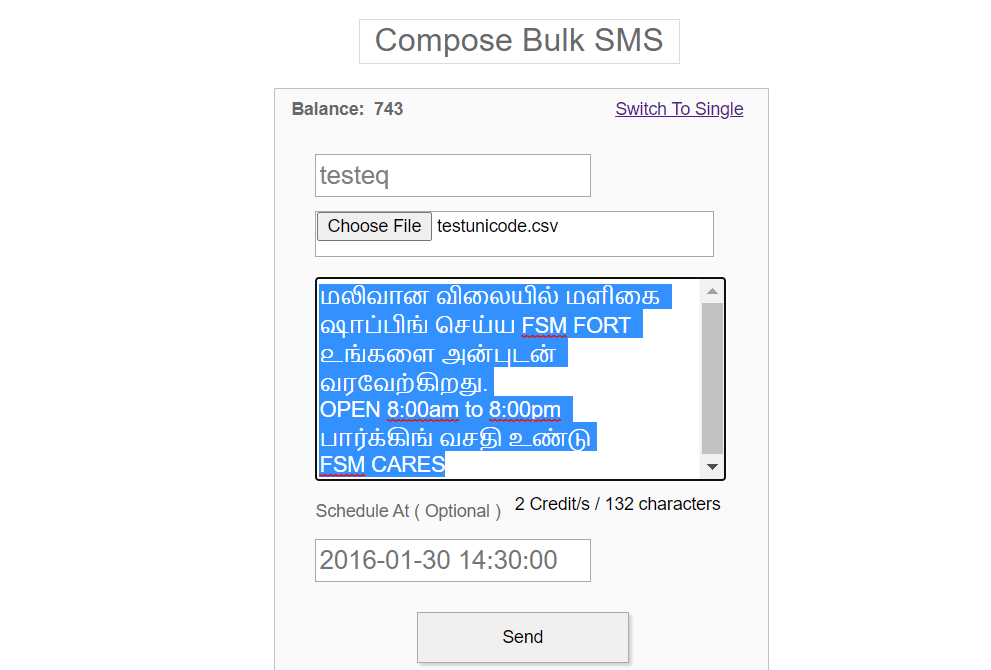 Compose Bulk SMS
Balance: 743
Switch To Single
testeq
Choose File testunicode.csv
மலிவான விலையில் மளிகை
ஷாப்பிங் செய்ய FSM FORT
உங்களை அன்புடன்
வரவேற்கிறது.
OPEN 8:00am to 8:00pm
பார்க்கிங் வசதி உண்டு
FSM CARES
Schedule At ( Optional )
2 Credit/s / 132 characters
2016-01-30 14:30:00
Send